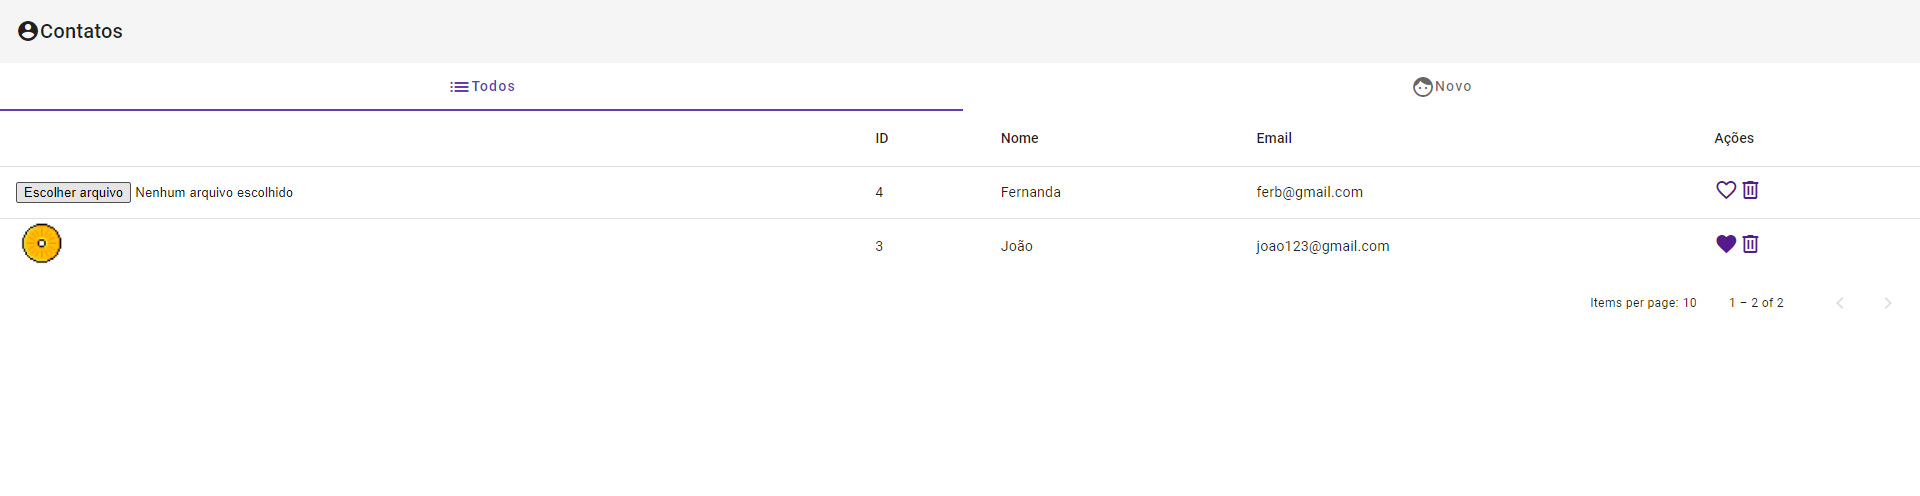 Contatos
Todos Novo
ID Nome Email Ações
Escolher arquivo Nenhum arquivo escolhido 4 Fernanda ferb@gmail.com
3 João joao123@gmail.com
Items per page: 10 1 – 2 of 2